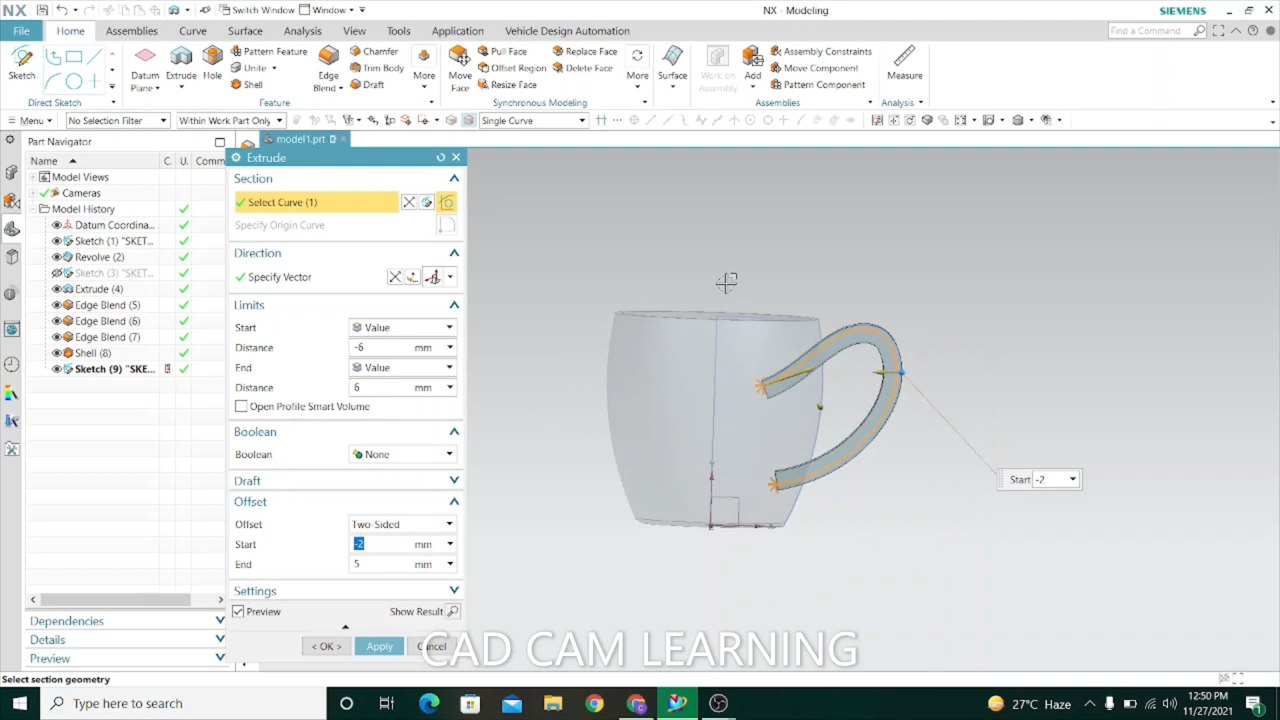 NX
Switch Window
Window
NX - Modeling
SIEMENS
File
Home
Assemblies
Curve
Surface
Analysis
View
Tools
Application
Vehicle Design Automation
Find a Command
Sketch
Direct Sketch
Datum
Plane
Extrude
Hole
Pattern Feature
Unite
Shell
Edge
Blend
Chamfer
Trim Body
Draft
More
Feature
Move
Face
Pull Face
Offset Region
Resize Face
Replace Face
Delete Face
More
Synchronous Modeling
Surface
Work on
Assembly
Add
Assembly Constraints
Move Component
Pattern Component
Assemblies
Measure
Analysis
Menu
No Selection Filter
Within Work Part Only
Single Curve
Part Navigator
Name
C.
U.
Comm
Model Views
Cameras
Model History
Datum Coordina...
Sketch (1) "SKET...
Revolve (2)
Sketch (3) "SKET...
Extrude (4)
Edge Blend (5)
Edge Blend (6)
Edge Blend (7)
Shell (8)
Sketch (9) "SKE...
Dependencies
Details
Preview
model1.prt
Extrude
Section
Select Curve (1)
Specify Origin Curve
Direction
Specify Vector
Limits
Start
Value
Distance
-6
mm
End
Value
Distance
6
mm
Open Profile Smart Volume
Boolean
Boolean
None
Draft
Offset
Offset
Two-Sided
Start
-2
mm
End
5
mm
Settings
Preview
Show Result
< OK >
Apply
Cancel
Start
-2
CAD CAM LEARNING
Select section geometry
Type here to search
27°C Haze
12:50 PM
11/27/2021